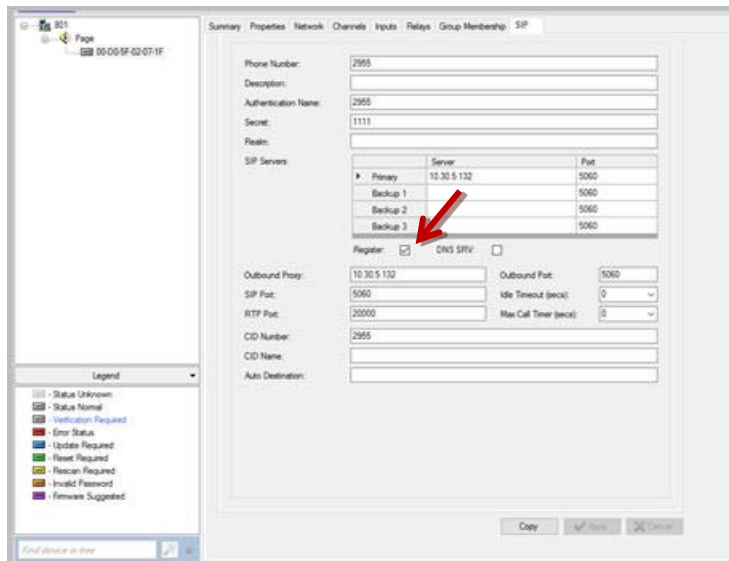 801
Page
00-D0-5F-02-07-1F
Summary Properties Network Channels Inputs Relays Group Membership SIP
Phone Number: 2955
Description:
Authentication Name: 2955
Secret: 1111
Realm:
SIP Servers:
Server Port
Primary 10.30.5.132 5060
Backup 1 5060
Backup 2 5060
Backup 3 5060
Register: DNS SRV:
Outbound Proxy: 10.30.5.132 Outbound Port: 5060
SIP Port: 5060 Idle Timeout (secs): 0
RTP Port: 20000 Max Call Timer (secs): 0
CID Number: 2955
CID Name:
Auto Destination:
Legend
- Status Unknown
- Status Normal
- Verification Required
- Error Status
- Update Required
- Reset Required
- Rescan Required
- Invalid Password
- Firmware Suggested
Copy Apply Cancel
Find device in tree